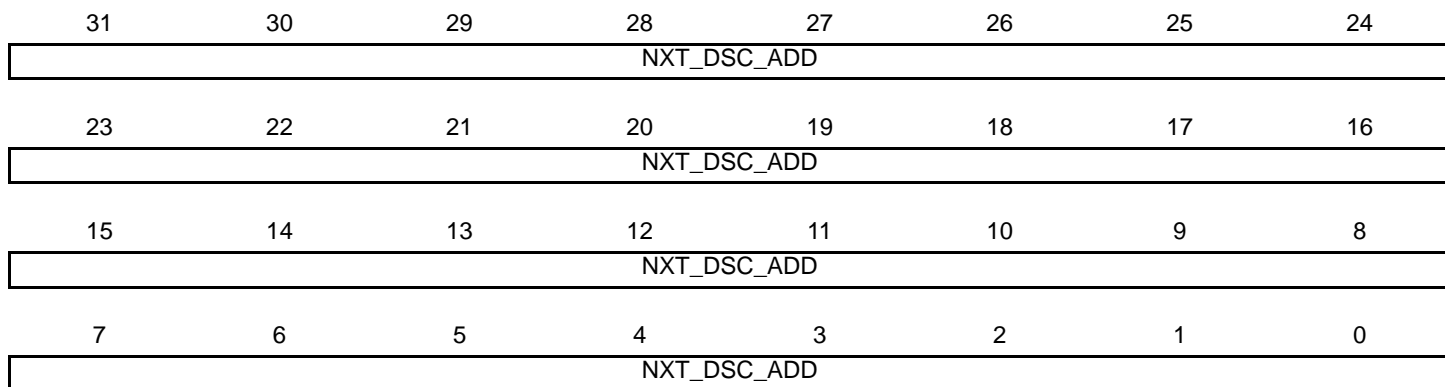 31 30 29 28 27 26 25 24
NXT_DSC_ADD
23 22 21 20 19 18 17 16
NXT_DSC_ADD
15 14 13 12 11 10 9 8
NXT_DSC_ADD
7 6 5 4 3 2 1 0
NXT_DSC_ADD